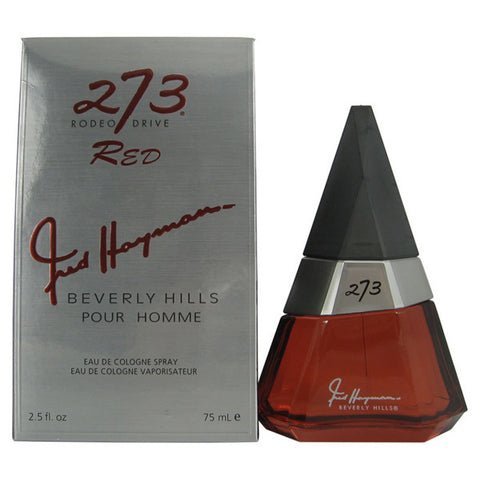 273®
RODEO DRIVE
RED
Fred Hayman
BEVERLY HILLS
POUR HOMME
EAU DE COLOGNE SPRAY
EAU DE COLOGNE VAPORISATEUR
2.5 fl. oz 75 mL e
273
Fred Hayman
BEVERLY HILLS®